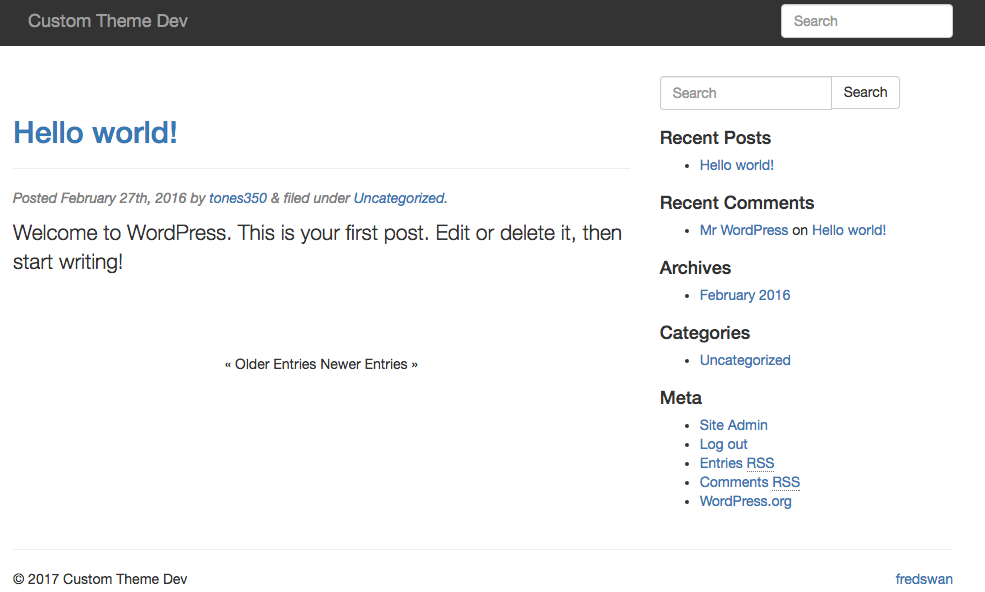 Custom Theme Dev
Search
Hello world!
Posted February 27th, 2016 by tones350 & filed under Uncategorized.
Welcome to WordPress. This is your first post. Edit or delete it, then
start writing!
« Older Entries Newer Entries »
Search Search
Recent Posts
Hello world!
Recent Comments
Mr WordPress on Hello world!
Archives
February 2016
Categories
Uncategorized
Meta
Site Admin
Log out
Entries RSS
Comments RSS
WordPress.org
© 2017 Custom Theme Dev
fredswan